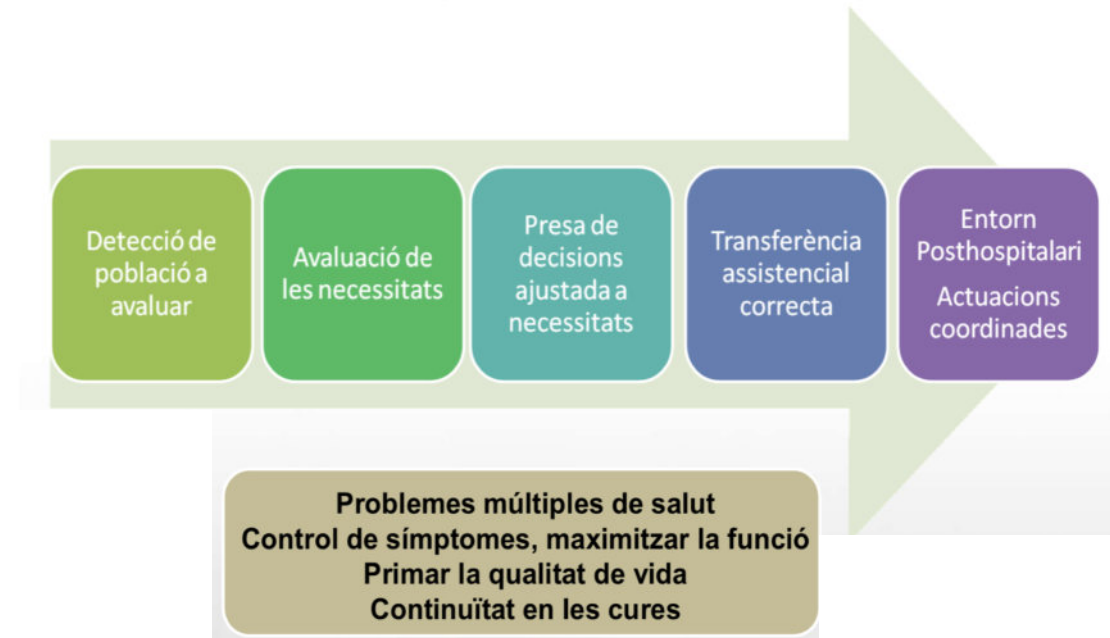 Detecció de
població a
avaluar
Avaluació de
les necessitats
Presa de
decisions
ajustada a
necessitats
Transferència
assistencial
correcta
Entorn
Posthospitalari
Actuacions
coordinades
Problemes múltiples de salut
Control de símptomes, maximitzar la funció
Primar la qualitat de vida
Continuïtat en les cures